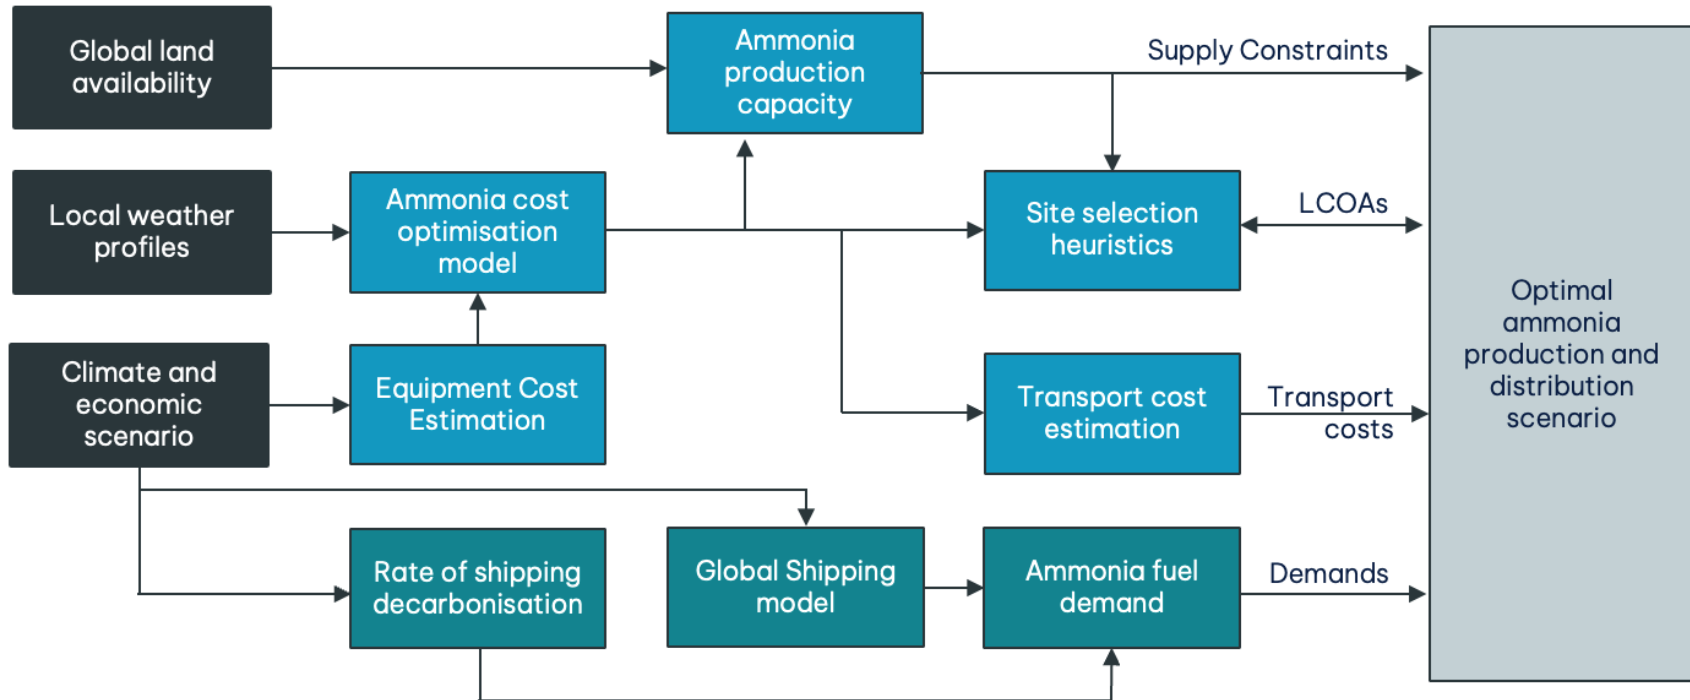 Global land
availability
Ammonia
production
capacity
Supply Constraints
Local weather
profiles
Ammonia cost
optimisation
model
Site selection
heuristics
LCOAs
Climate and
economic
scenario
Equipment Cost
Estimation
Transport cost
estimation
Transport
costs
Optimal
ammonia
production and
distribution
scenario
Rate of shipping
decarbonisation
Global Shipping
model
Ammonia fuel
demand
Demands